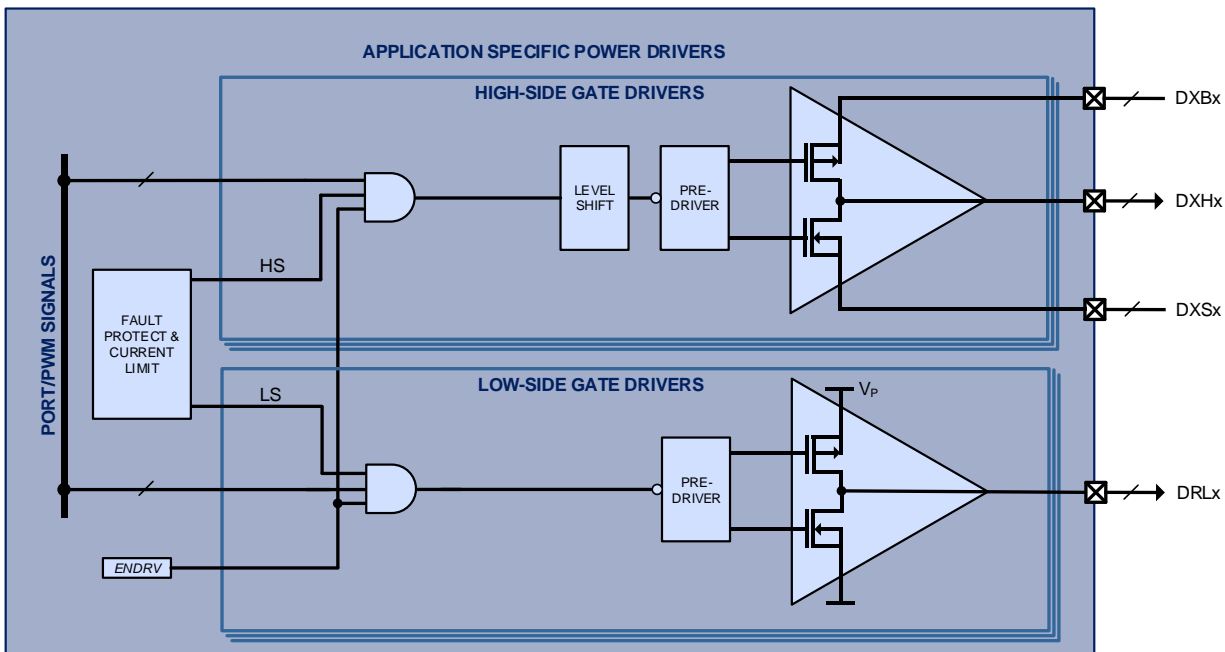 APPLICATION SPECIFIC POWER DRIVERS
HIGH-SIDE GATE DRIVERS
DXBx
LEVEL
SHIFT
PRE-
DRIVER
DXHx
HS
PORT/PWM SIGNALS
FAULT
PROTECT &
CURRENT
LIMIT
DXSx
LOW-SIDE GATE DRIVERS
LS
VP
PRE-
DRIVER
DRLx
ENDRV